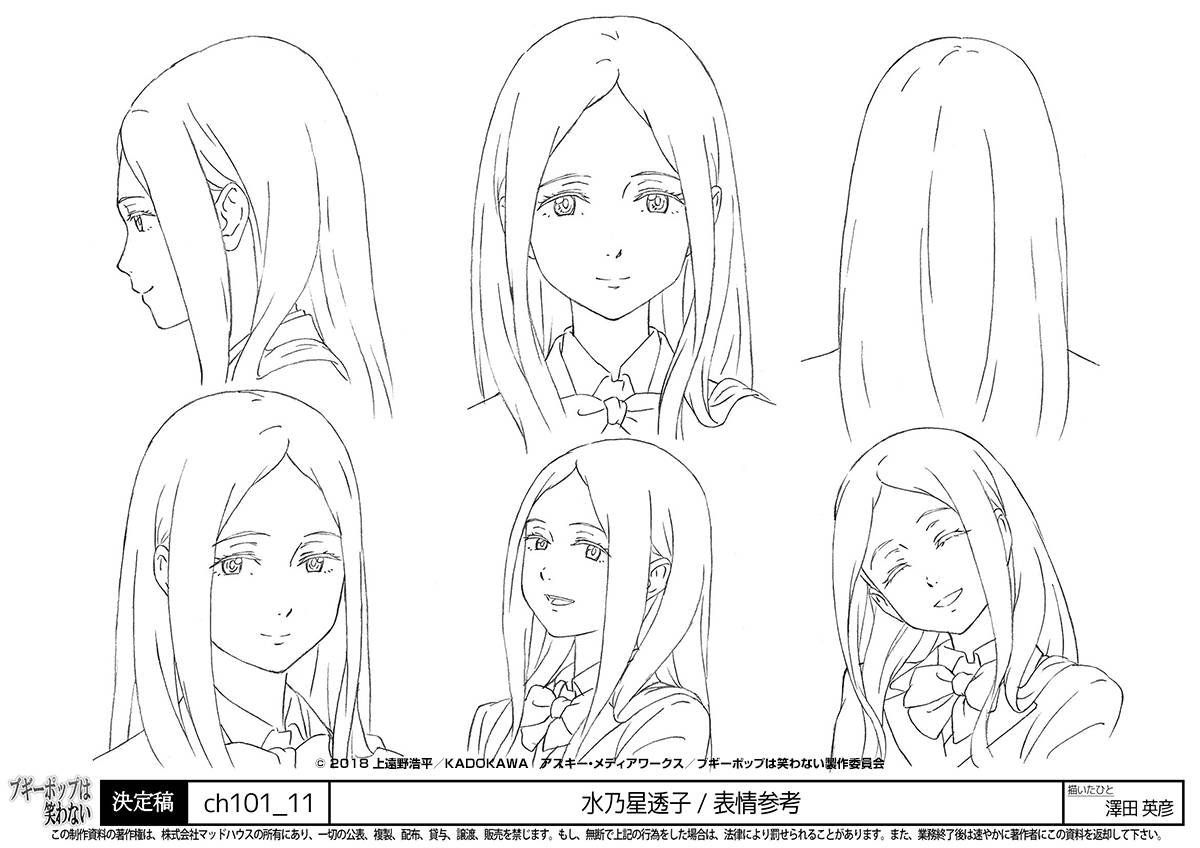 © 2018 上遠野浩平／KADOKAWA アスキー・メディアワークス／ブギーポップは笑わない製作委員会
ブギーポップは
笑わない
決定稿
ch101_11
水乃星透子 / 表情参考
描いたひと
澤田 英彦
この制作資料の著作権は、株式会社マッドハウスの所有にあり、一切の公表、複製、配布、貸与、譲渡、販売を禁じます。もし、無断で上記の行為をした場合は、法律により罰せられることがあります。また、業務終了後は速やかに著作者にこの資料を返却して下さい。